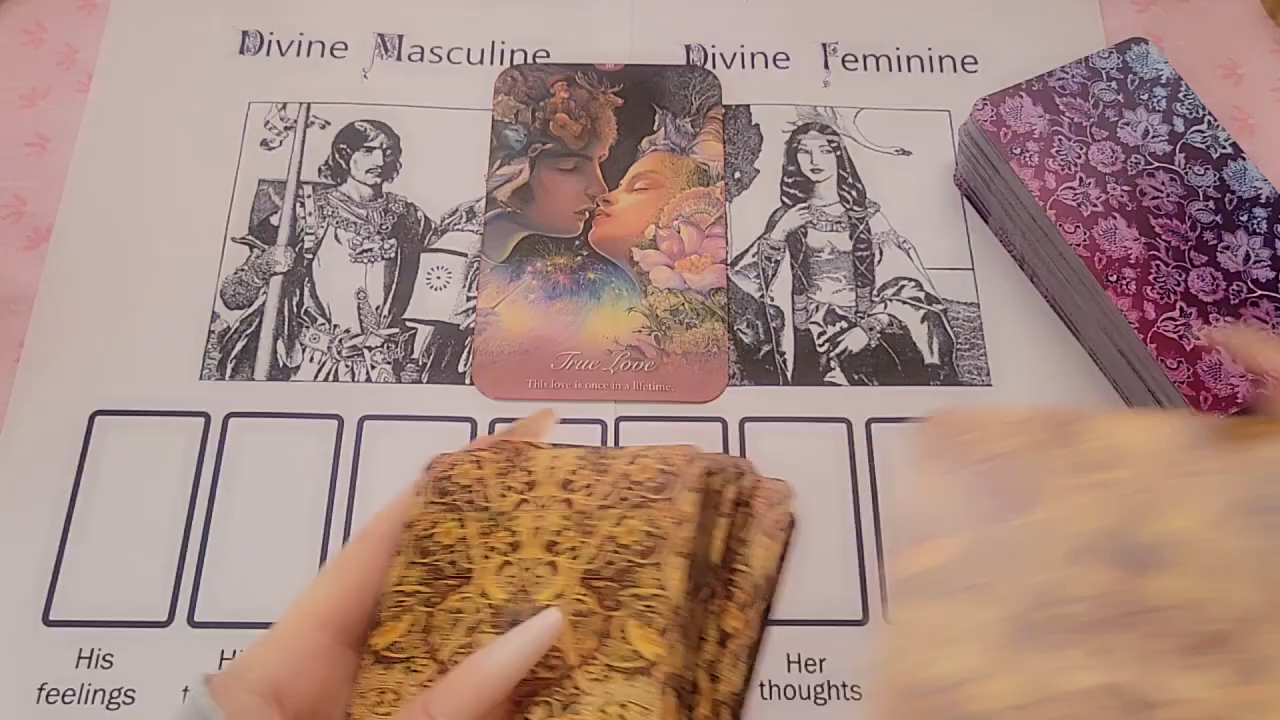 Divine Masculine
Divine Feminine
True Love
This love is once in a lifetime.
His
feelings
Her
thoughts